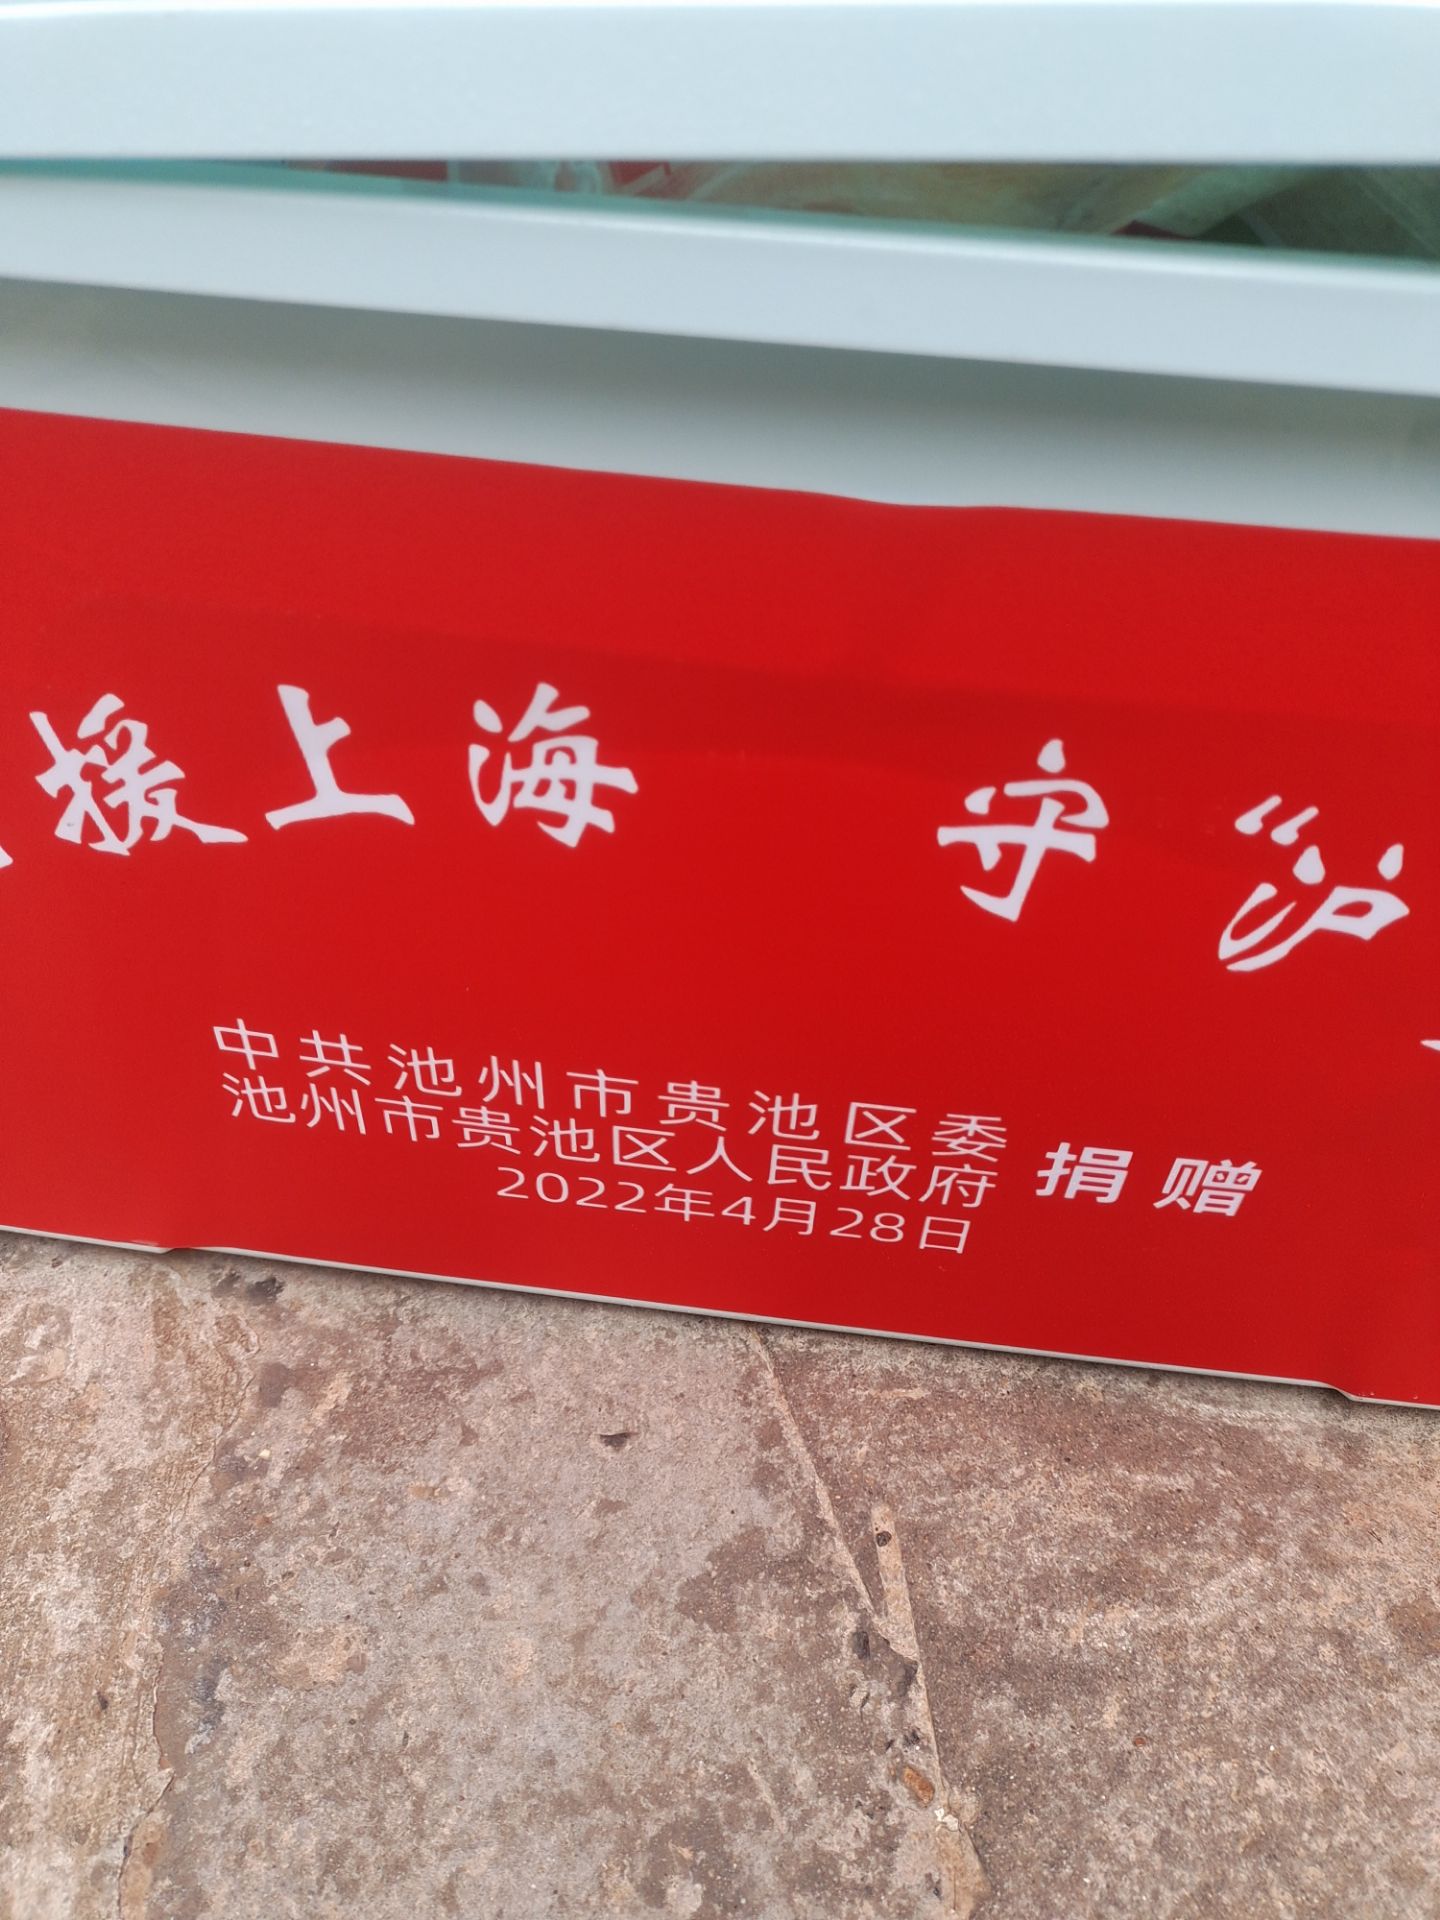 援上海 守“沪
中共池州市贵池区委
池州市贵池区人民政府 捐赠
2022年4月28日